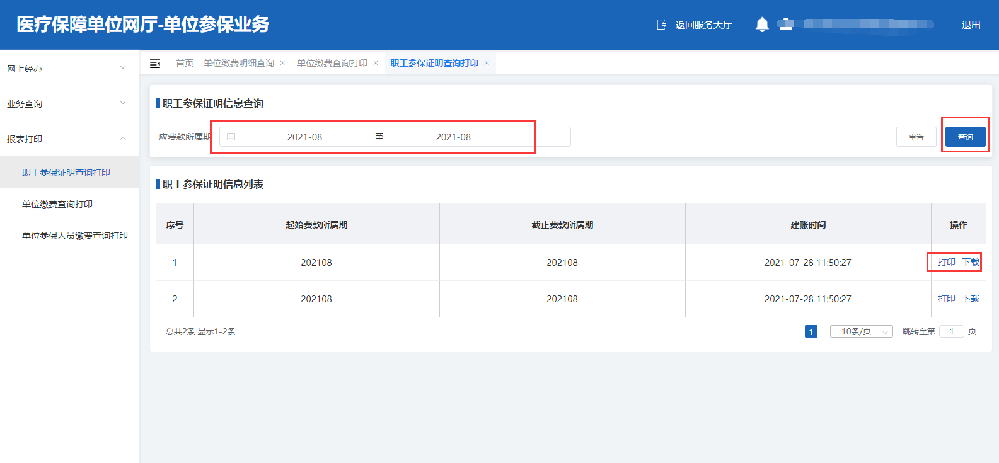 医疗保障单位网厅-单位参保业务
返回服务大厅
退出
网上经办
业务查询
报表打印
职工参保证明查询打印
单位缴费查询打印
单位参保人员缴费查询打印
首页 单位缴费明细查询 × 单位缴费查询打印 × 职工参保证明查询打印 ×
职工参保证明信息查询
应费款所属期 2021-08 至 2021-08 重置 查询
职工参保证明信息列表
序号 起始费款所属期 截止费款所属期 建账时间 操作
1 202108 202108 2021-07-28 11:50:27 打印 下载
2 202108 202108 2021-07-28 11:50:27 打印 下载
总共2条 显示1-2条 1 10条/页 跳转至第 1 页